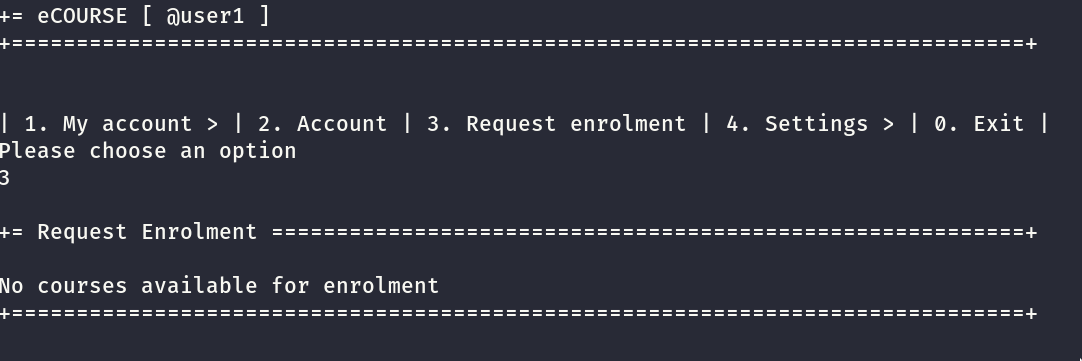 += eCOURSE [ @user1 ]
+==============================================================================+
| 1. My account > | 2. Account | 3. Request enrolment | 4. Settings > | 0. Exit |
Please choose an option
3
+= Request Enrolment ==========================================================+
No courses available for enrolment
+==============================================================================+